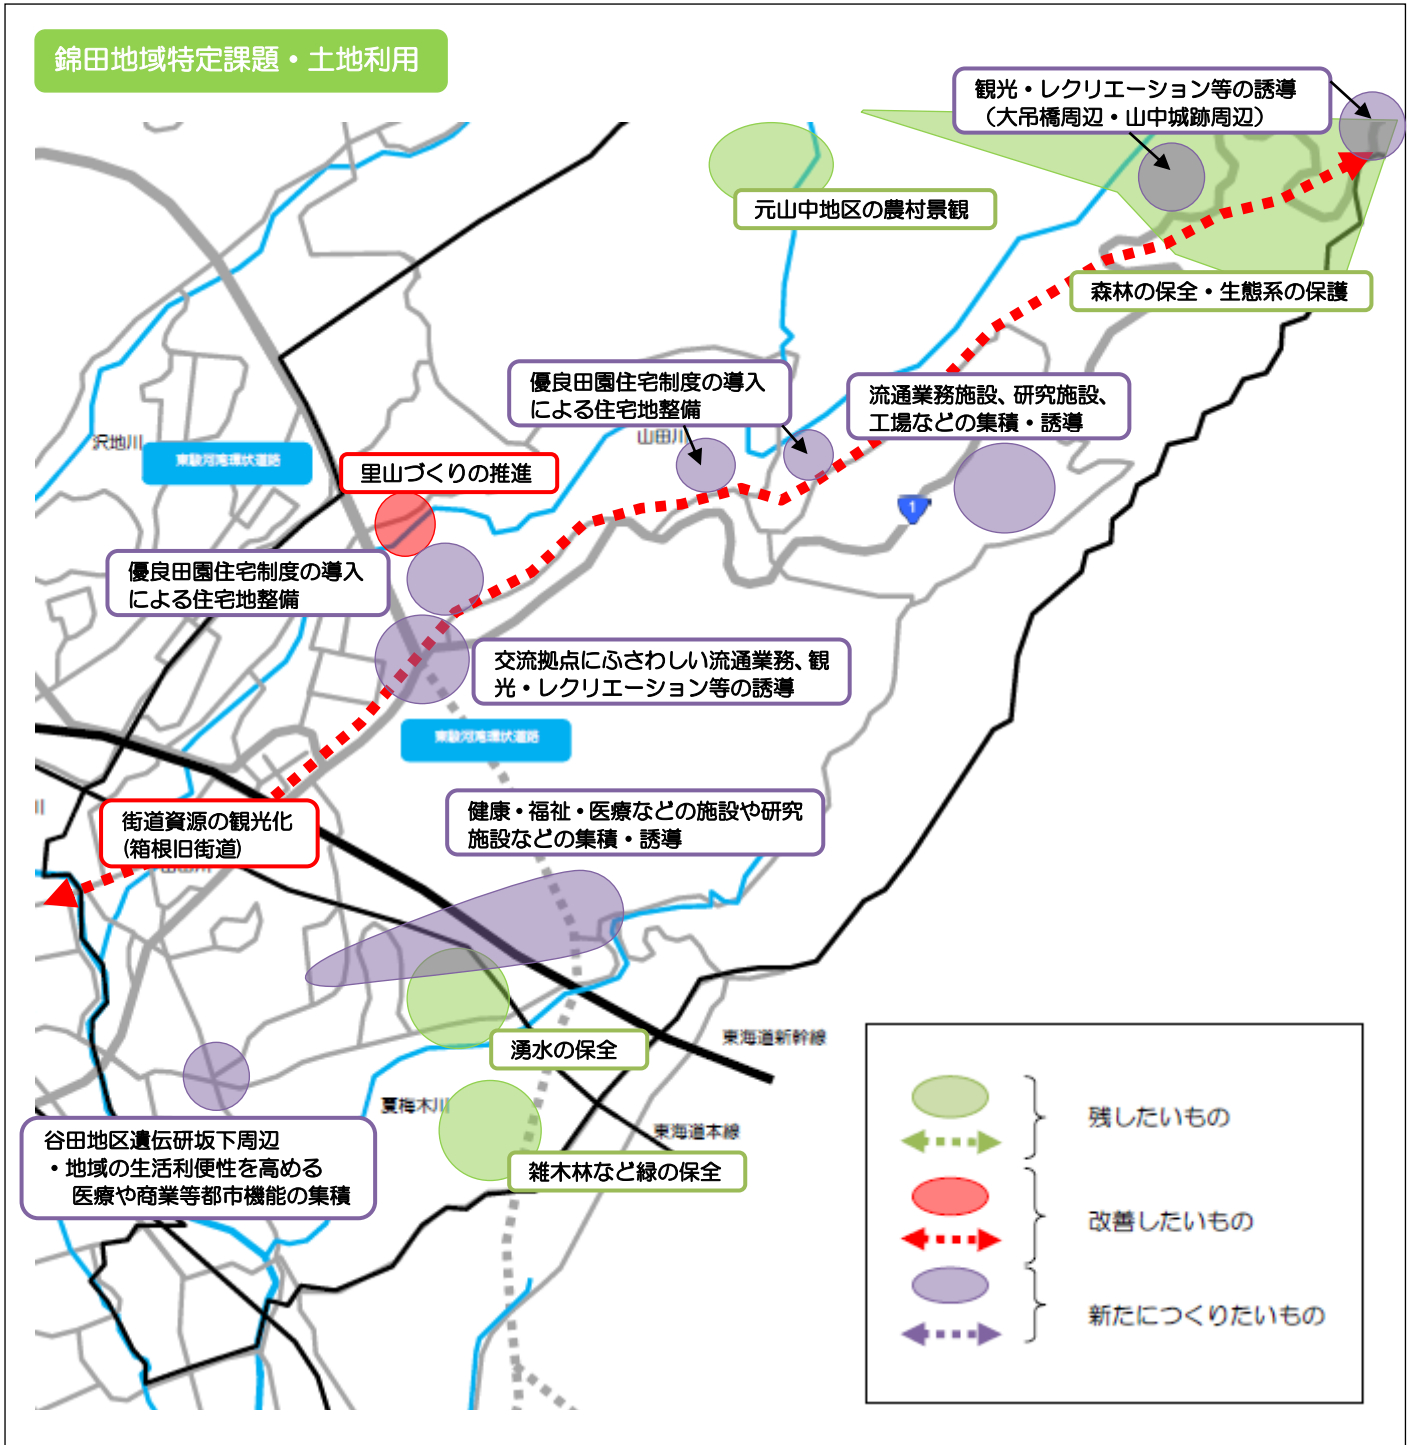 錦田地域特定課題・土地利用
観光・レクリエーション等の誘導
（大吊橋周辺・山中城跡周辺）
元山中地区の農村景観
森林の保全・生態系の保護
優良田園住宅制度の導入
による住宅地整備
流通業務施設、研究施設、
工場などの集積・誘導
沢地川
山田川
東駿河湾環状道路
里山づくりの推進
1
優良田園住宅制度の導入
による住宅地整備
交流拠点にふさわしい流通業務、観
光・レクリエーション等の誘導
東駿河湾環状道路
健康・福祉・医療などの施設や研究
施設などの集積・誘導
川
街道資源の観光化
(箱根旧街道)
湧水の保全
東海道新幹線
夏梅木川
東海道本線
谷田地区遺伝研坂下周辺
・地域の生活利便性を高める
医療や商業等都市機能の集積
雑木林など緑の保全
残したいもの
改善したいもの
新たにつくりたいもの